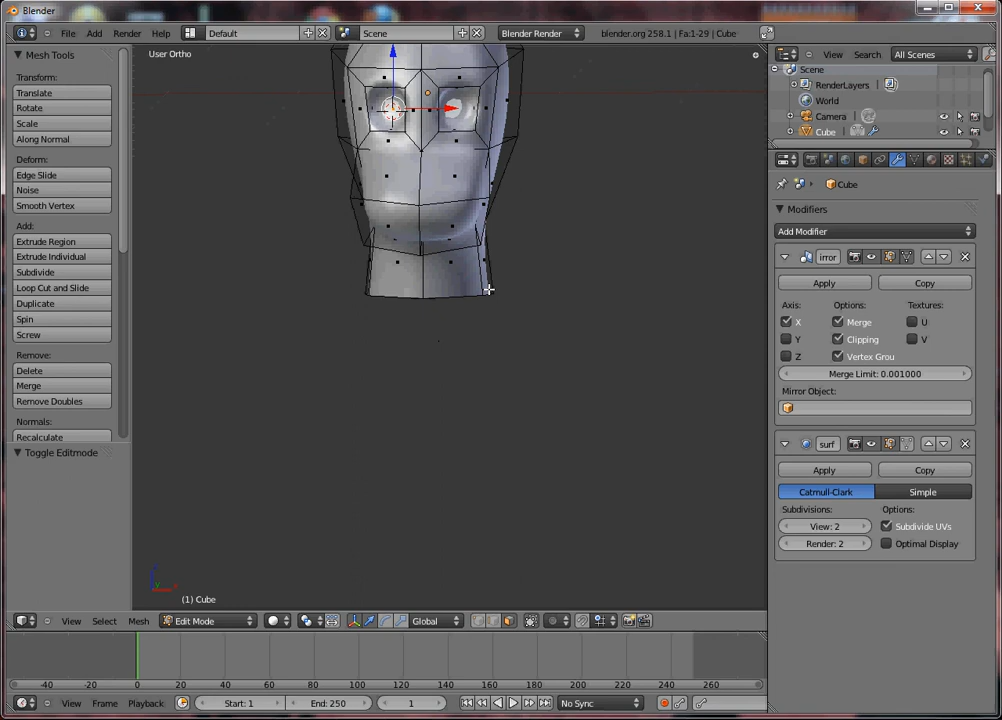 Blender
File Add Render Help
Default
Scene
Blender Render
blender.org 258.1 | Fa:1-29 | Cube
Mesh Tools
Transform:
Translate
Rotate
Scale
Along Normal
Deform:
Edge Slide
Noise
Smooth Vertex
Add:
Extrude Region
Extrude Individual
Subdivide
Loop Cut and Slide
Duplicate
Spin
Screw
Remove:
Delete
Merge
Remove Doubles
Normals:
Recalculate
Toggle Editmode
User Ortho
(1) Cube
View Select Mesh
Edit Mode
Global
-40 -20 0 20 40 60 80 100 120 140 160 180 200 220 240 260
View Frame Playback
Start: 1
End: 250
1
No Sync
View Search All Scenes
Scene
RenderLayers
World
Camera
Cube
Cube
Modifiers
Add Modifier
irror
Apply Copy
Axis: Options: Textures:
X Merge U
Y Clipping V
Z Vertex Grou
Merge Limit: 0.001000
Mirror Object:
surf
Apply Copy
Catmull-Clark Simple
Subdivisions: Options:
View: 2 Subdivide UVs
Render: 2 Optimal Display